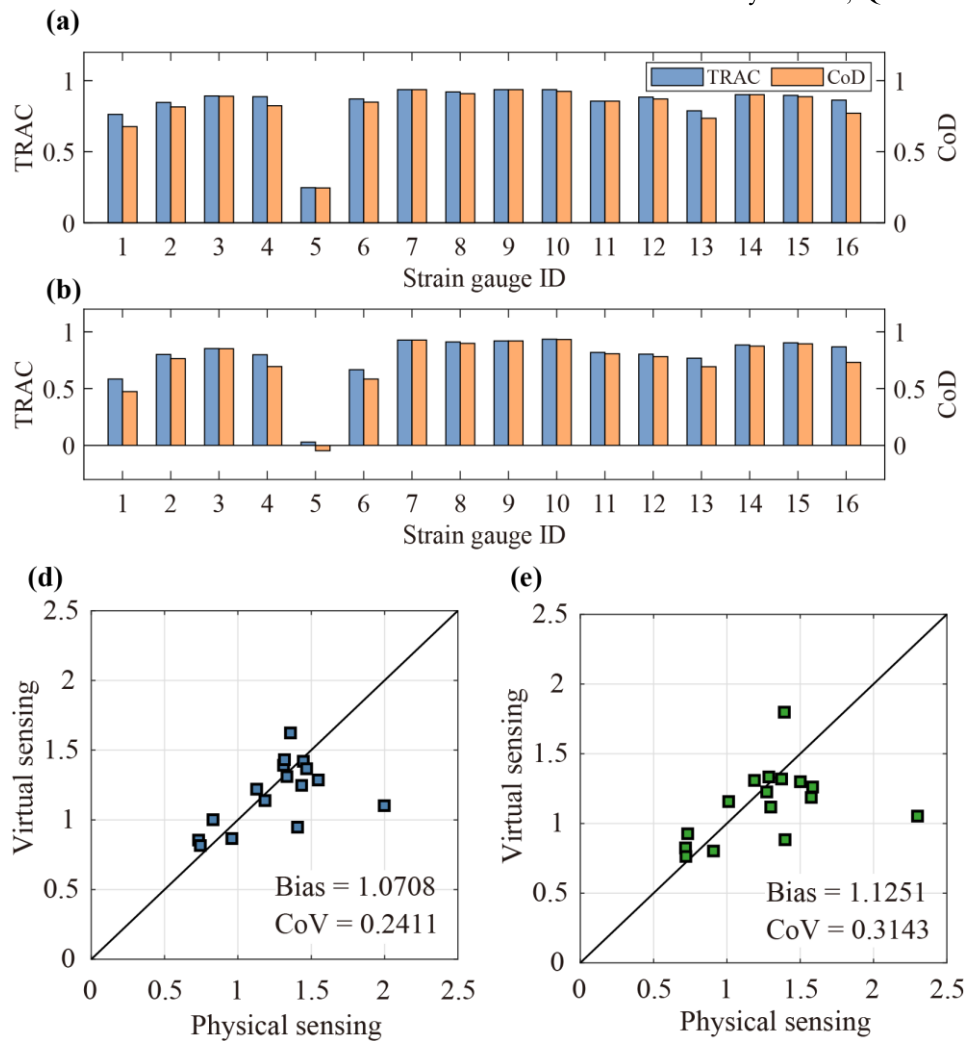 (a)
TRAC CoD
1 1
TRAC 0.5 0.5 CoD
0 0
1 2 3 4 5 6 7 8 9 10 11 12 13 14 15 16
Strain gauge ID
(b)
1 1
TRAC 0.5 0.5 CoD
0 0
1 2 3 4 5 6 7 8 9 10 11 12 13 14 15 16
Strain gauge ID
(d)
2.5
2
1.5
Virtual sensing
1
0.5
0
Bias = 1.0708
CoV = 0.2411
0 0.5 1 1.5 2 2.5
Physical sensing
(e)
2.5
2
1.5
Virtual sensing
1
0.5
0
Bias = 1.1251
CoV = 0.3143
0 0.5 1 1.5 2 2.5
Physical sensing